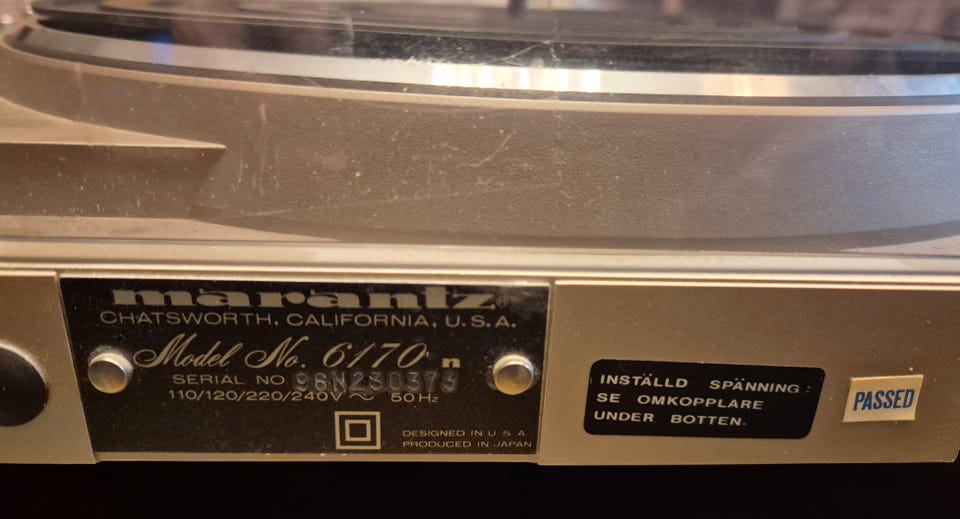 marantz®
CHATSWORTH, CALIFORNIA, U.S.A.
Model No. 6170 n
SERIAL NO. 96N230373
110/120/220/240V ~ 50Hz
DESIGNED IN U.S.A
PRODUCED IN JAPAN
INSTÄLLD SPÄNNING:
SE OMKOPPLARE
UNDER BOTTEN.
PASSED